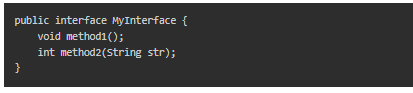 public interface MyInterface {
    void method1();
    int method2(String str);
}